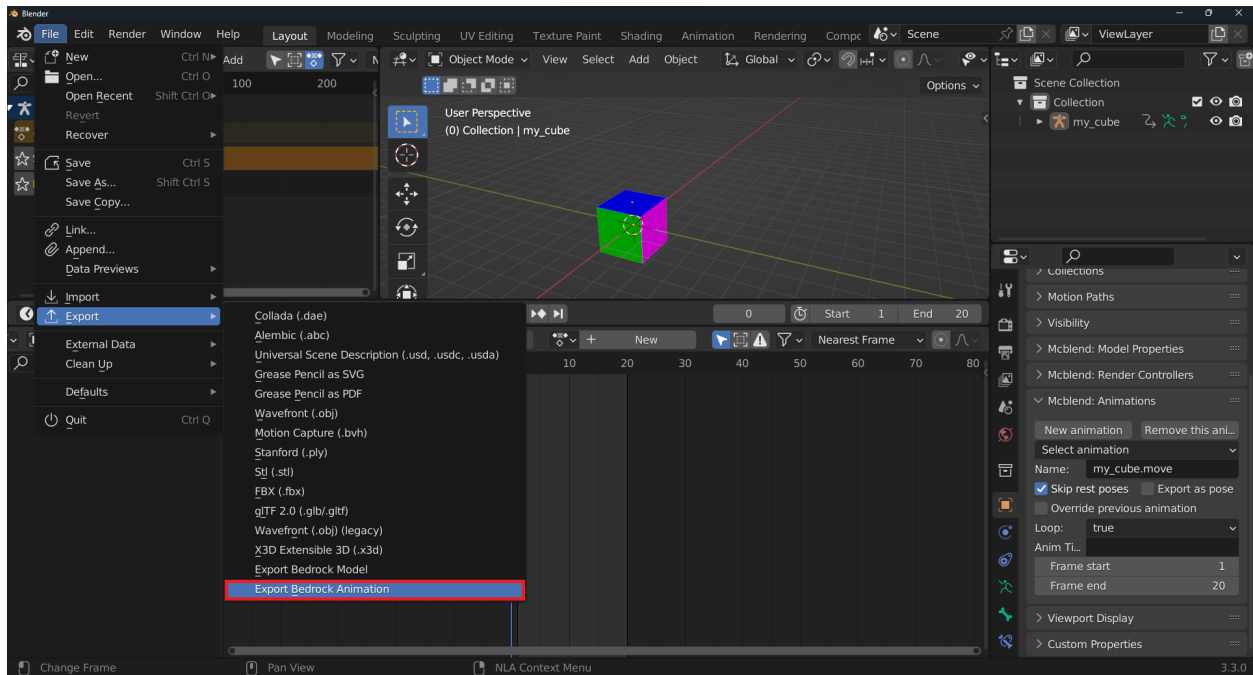 Blender
File Edit Render Window Help Layout Modeling Sculpting UV Editing Texture Paint Shading Animation Rendering Compc Scene ViewLayer
New Ctrl N
Open... Ctrl O
Open Recent Shift Ctrl O
Revert
Recover
Save Ctrl S
Save As... Shift Ctrl S
Save Copy...
Link...
Append...
Data Previews
Import
Export
External Data
Clean Up
Defaults
Quit Ctrl Q
Add
100 200
Object Mode View Select Add Object Global
Options
User Perspective
(0) Collection | my_cube
Scene Collection
Collection
my_cube
Collada (.dae)
Alembic (.abc)
Universal Scene Description (.usd, .usdc, .usda)
Grease Pencil as SVG
Grease Pencil as PDF
Wavefront (.obj)
Motion Capture (.bvh)
Stanford (.ply)
Stl (.stl)
FBX (.fbx)
glTF 2.0 (.glb/.gltf)
Wavefront (.obj) (legacy)
X3D Extensible 3D (.x3d)
Export Bedrock Model
Export Bedrock Animation
0 Start 1 End 20
New Nearest Frame
10 20 30 40 50 60 70 80
Collections
Motion Paths
Visibility
Mcblend: Model Properties
Mcblend: Render Controllers
Mcblend: Animations
New animation Remove this ani...
Select animation
Name: my_cube.move
Skip rest poses Export as pose
Override previous animation
Loop: true
Anim Ti...
Frame start 1
Frame end 20
Viewport Display
Custom Properties
Change Frame Pan View NLA Context Menu 3.3.0